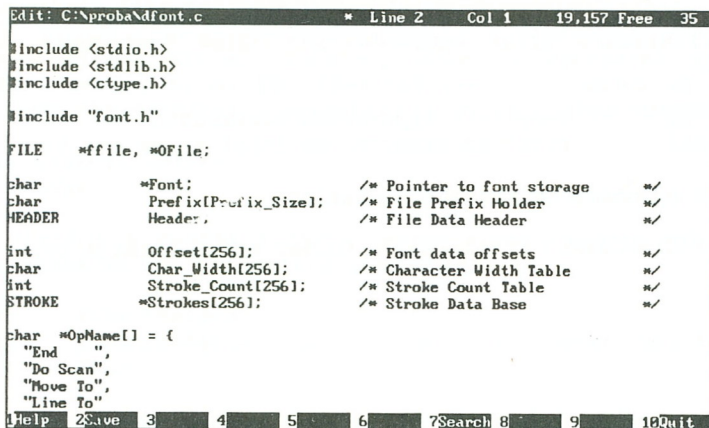 Edit: C:\proba\dfont.c * Line 2 Col 1 19,157 Free 35
#include <stdio.h>
#include <stdlib.h>
#include <ctype.h>
#include "font.h"
FILE *ffile, *OFile;
char *Font; /* Pointer to font storage */
char Prefix[Prefix_Size]; /* File Prefix Holder */
HEADER Header; /* File Data Header */
int Offset[256]; /* Font data offsets */
char Char_Width[256]; /* Character Width Table */
int Stroke_Count[256]; /* Stroke Count Table */
STROKE *Strokes[256]; /* Stroke Data Base */
char *OpName[] = {
"End    ",
"Do Scan",
"Move To",
"Line To"
1Help 2Save 3 4 5 6 7Search 8 9 10Quit